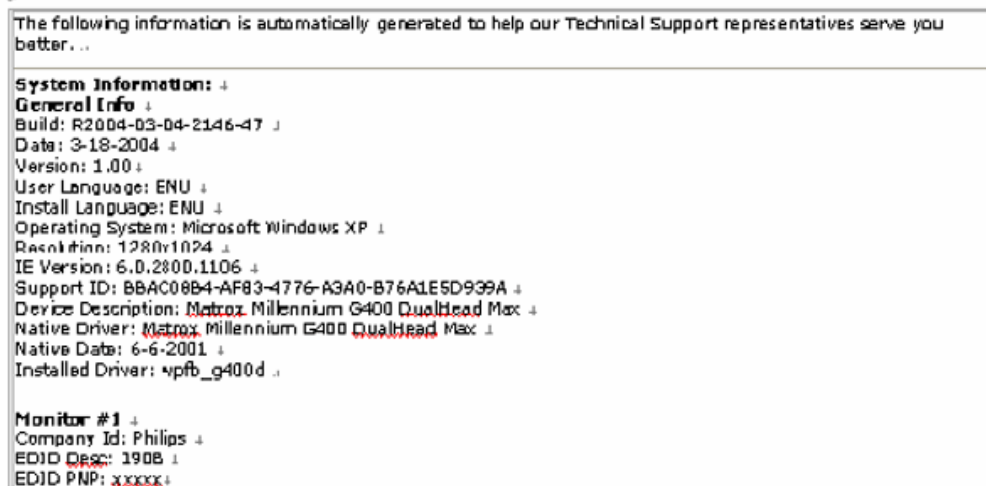 The following information is automatically generated to help our Technical Support representatives serve you
better...
System Information:
General Info
Build: R2004-03-04-2146-47
Date: 3-18-2004
Version: 1.00
User Language: ENU
Install Language: ENU
Operating System: Microsoft Windows XP
Resolution: 1280x1024
IE Version: 6.0.2800.1106
Support ID: BBAC08B4-AF83-4776-A3A0-B76A1E5D939A
Device Description: Matrox Millennium G400 DualHead Max
Native Driver: Matrox Millennium G400 DualHead Max
Native Date: 6-6-2001
Installed Driver: vpfb_g400d
Monitor #1
Company Id: Philips
EDID Desc: 190B
EDID PNP: xxxxx